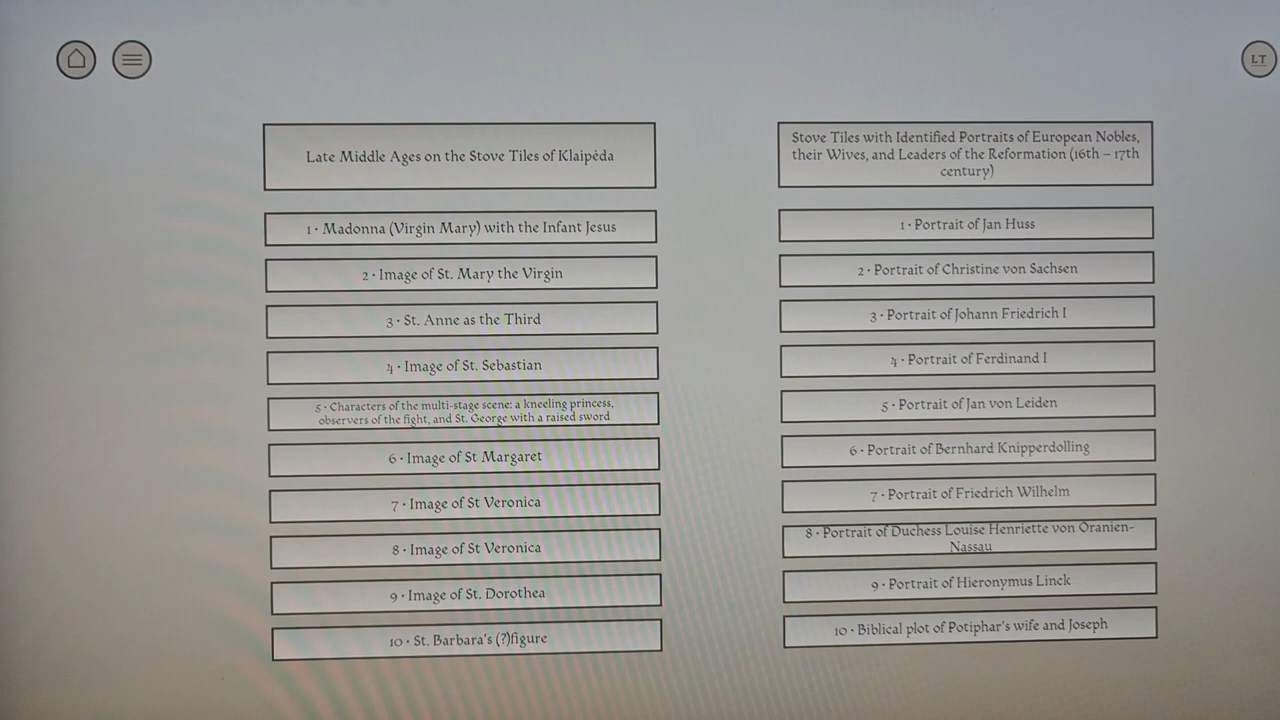 LT
Late Middle Ages on the Stove Tiles of Klaipėda
1 · Madonna (Virgin Mary) with the Infant Jesus
2 · Image of St. Mary the Virgin
3 · St. Anne as the Third
4 · Image of St. Sebastian
5 · Characters of the multi-stage scene: a kneeling princess,
observers of the fight, and St. George with a raised sword
6 · Image of St Margaret
7 · Image of St Veronica
8 · Image of St Veronica
9 · Image of St. Dorothea
10 · St. Barbara's (?)figure
Stove Tiles with Identified Portraits of European Nobles,
their Wives, and Leaders of the Reformation (16th – 17th
century)
1 · Portrait of Jan Huss
2 · Portrait of Christine von Sachsen
3 · Portrait of Johann Friedrich I
4 · Portrait of Ferdinand I
5 · Portrait of Jan von Leiden
6 · Portrait of Bernhard Knipperdolling
7 · Portrait of Friedrich Wilhelm
8 · Portrait of Duchess Louise Henriette von Oranien-
Nassau
9 · Portrait of Hieronymus Linck
10 · Biblical plot of Potiphar's wife and Joseph